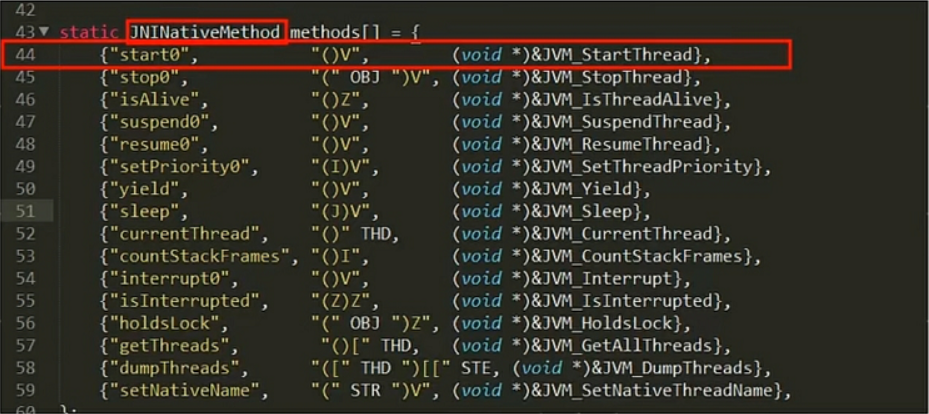 42
43 static JNINativeMethod methods[] = {
44 {"start0", "()V", (void *)&JVM_StartThread},
45 {"stop0", "(" OBJ ")V", (void *)&JVM_StopThread},
46 {"isAlive", "()Z", (void *)&JVM_IsThreadAlive},
47 {"suspend0", "()V", (void *)&JVM_SuspendThread},
48 {"resume0", "()V", (void *)&JVM_ResumeThread},
49 {"setPriority0", "(I)V", (void *)&JVM_SetThreadPriority},
50 {"yield", "()V", (void *)&JVM_Yield},
51 {"sleep", "(J)V", (void *)&JVM_Sleep},
52 {"currentThread", "()" THD, (void *)&JVM_CurrentThread},
53 {"countStackFrames", "()I", (void *)&JVM_CountStackFrames},
54 {"interrupt0", "()V", (void *)&JVM_Interrupt},
55 {"isInterrupted", "(Z)Z", (void *)&JVM_IsInterrupted},
56 {"holdsLock", "(" OBJ ")Z", (void *)&JVM_HoldsLock},
57 {"getThreads", "()[" THD, (void *)&JVM_GetAllThreads},
58 {"dumpThreads", "([" THD ")[[" STE, (void *)&JVM_DumpThreads},
59 {"setNativeName", "(" STR ")V", (void *)&JVM_SetNativeThreadName},
60 };